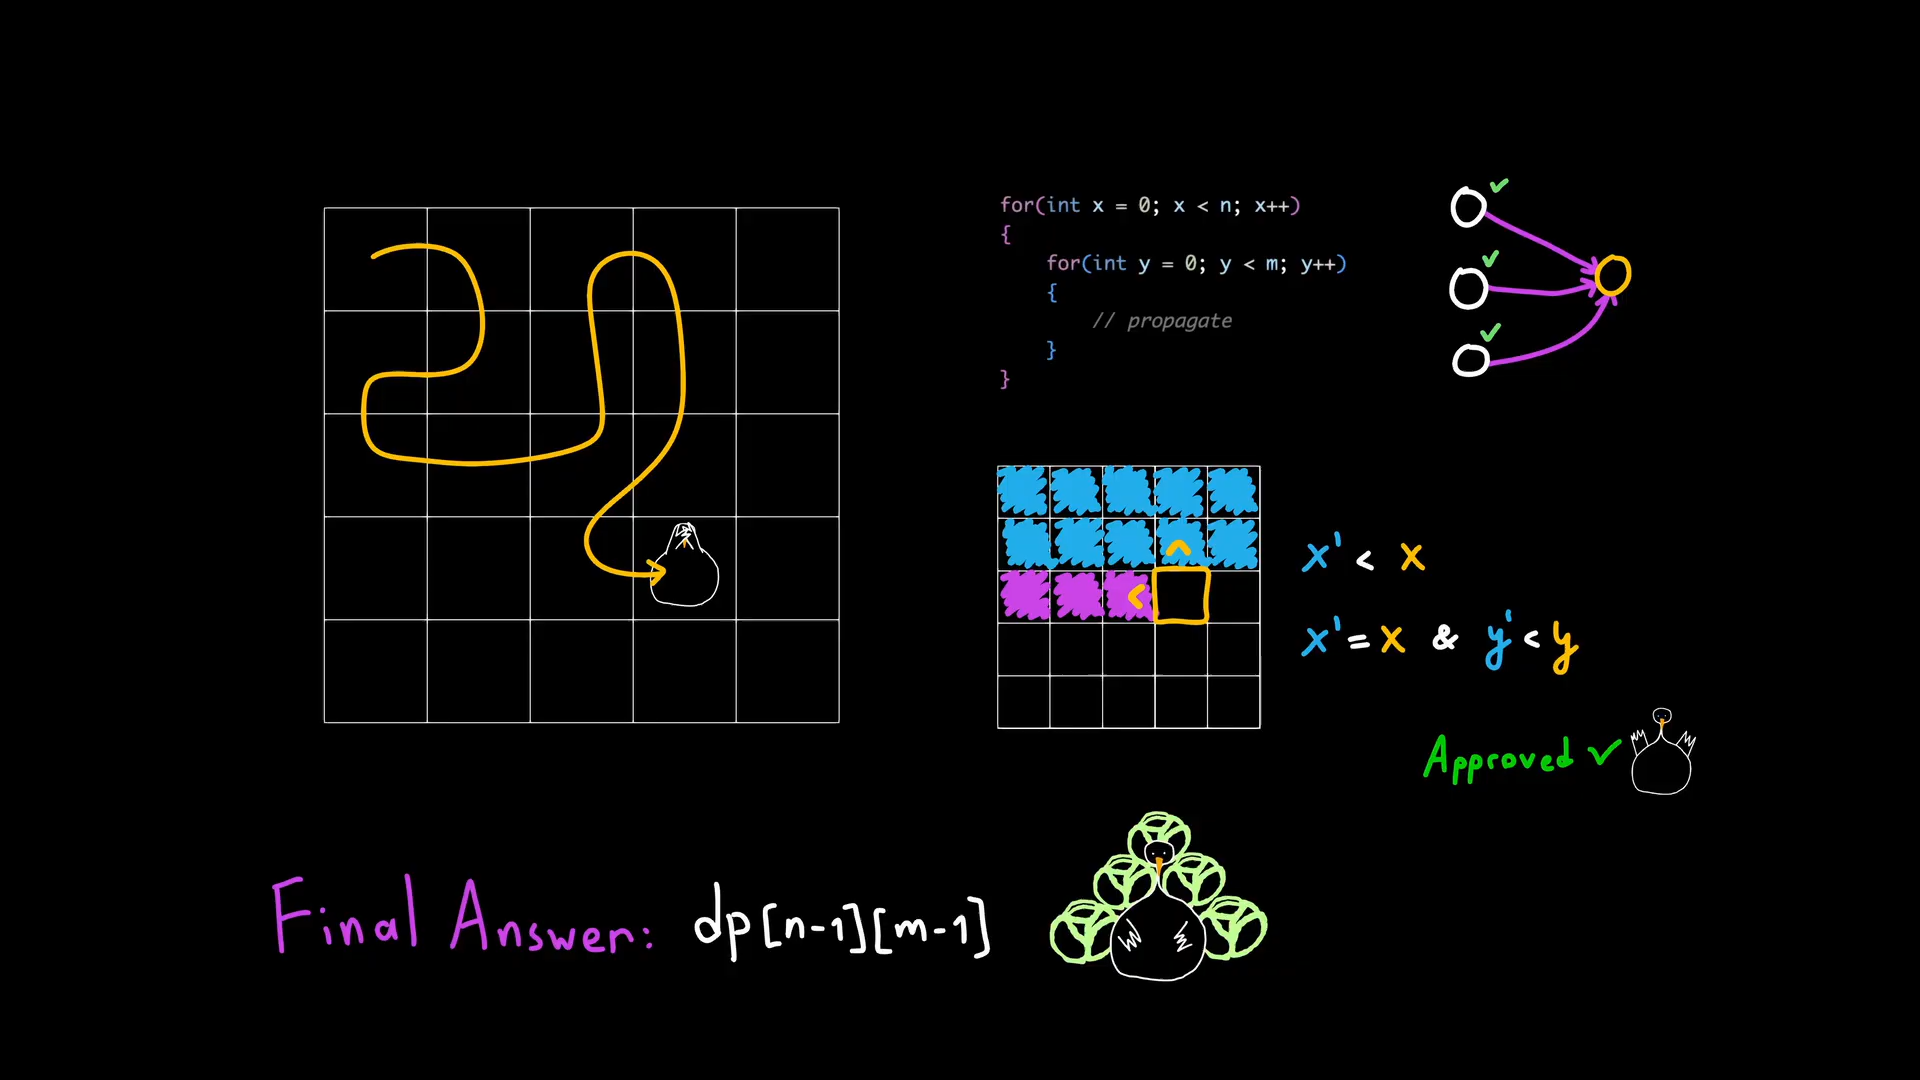 for(int x = 0; x < n; x++)
{
    for(int y = 0; y < m; y++)
    {
        // propagate
    }
}
x' < x
x' = x & y' < y
Approved ✓
Final Answer: dp[n-1][m-1]